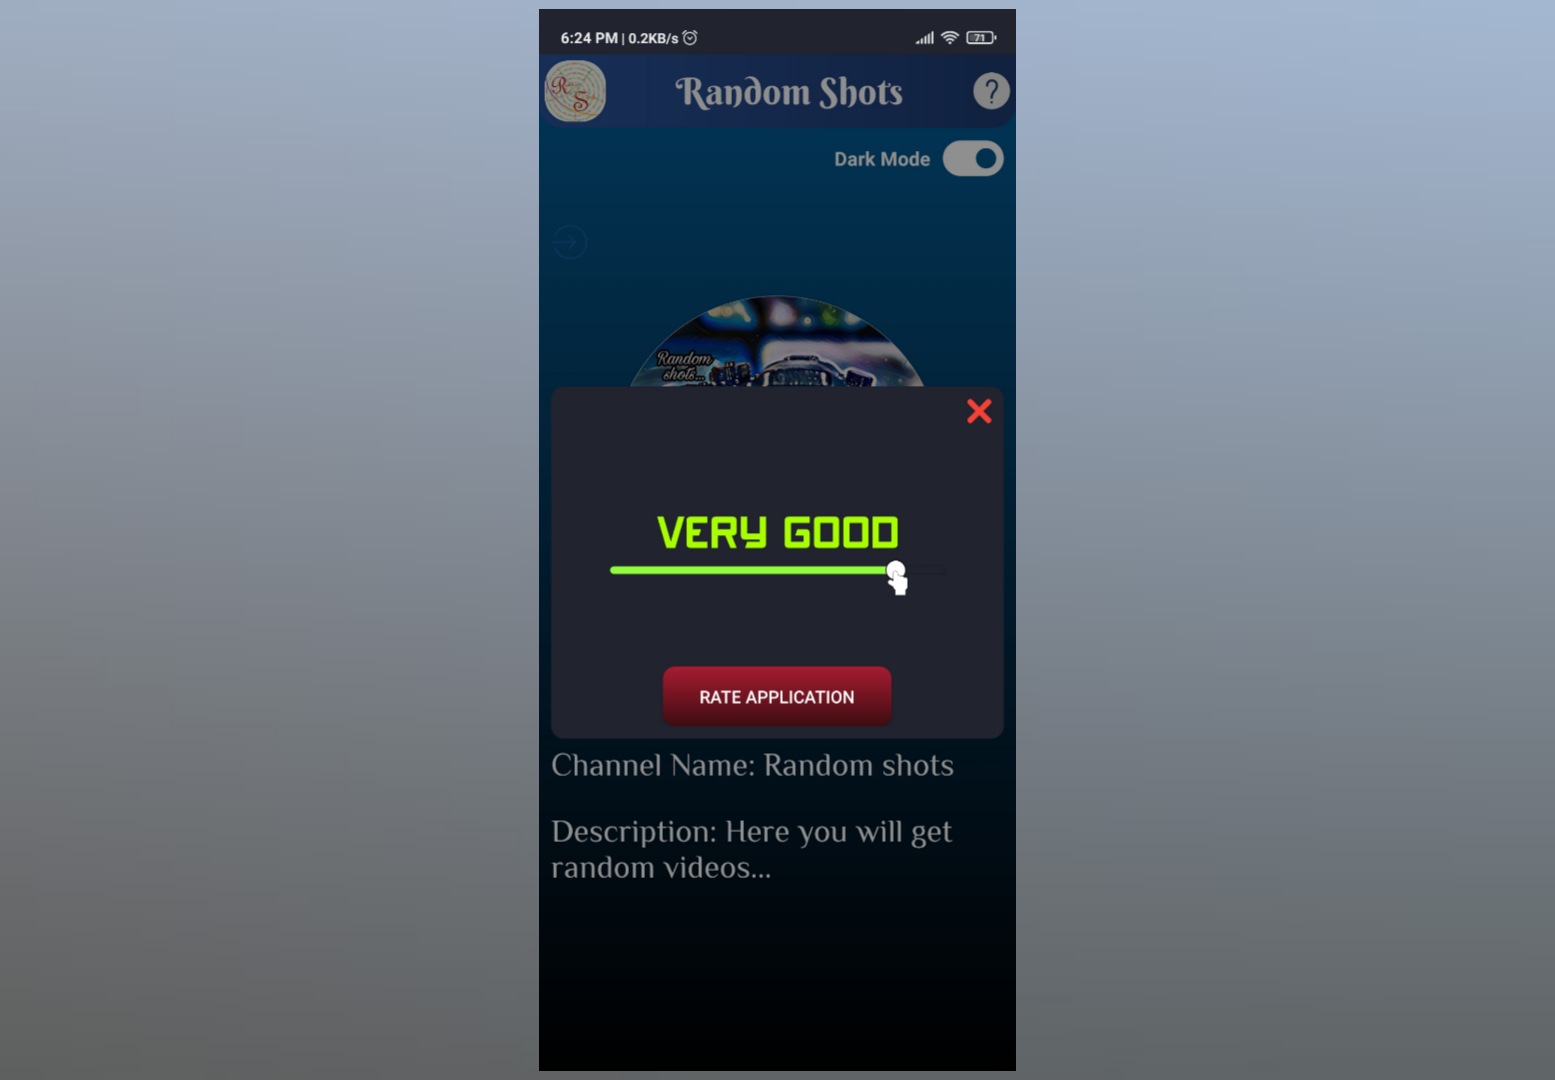 6:24 PM | 0.2KB/s
71
R S
Random Shots
?
Dark Mode
Random
shots...
VERY GOOD
RATE APPLICATION
Channel Name: Random shots
Description: Here you will get
random videos...